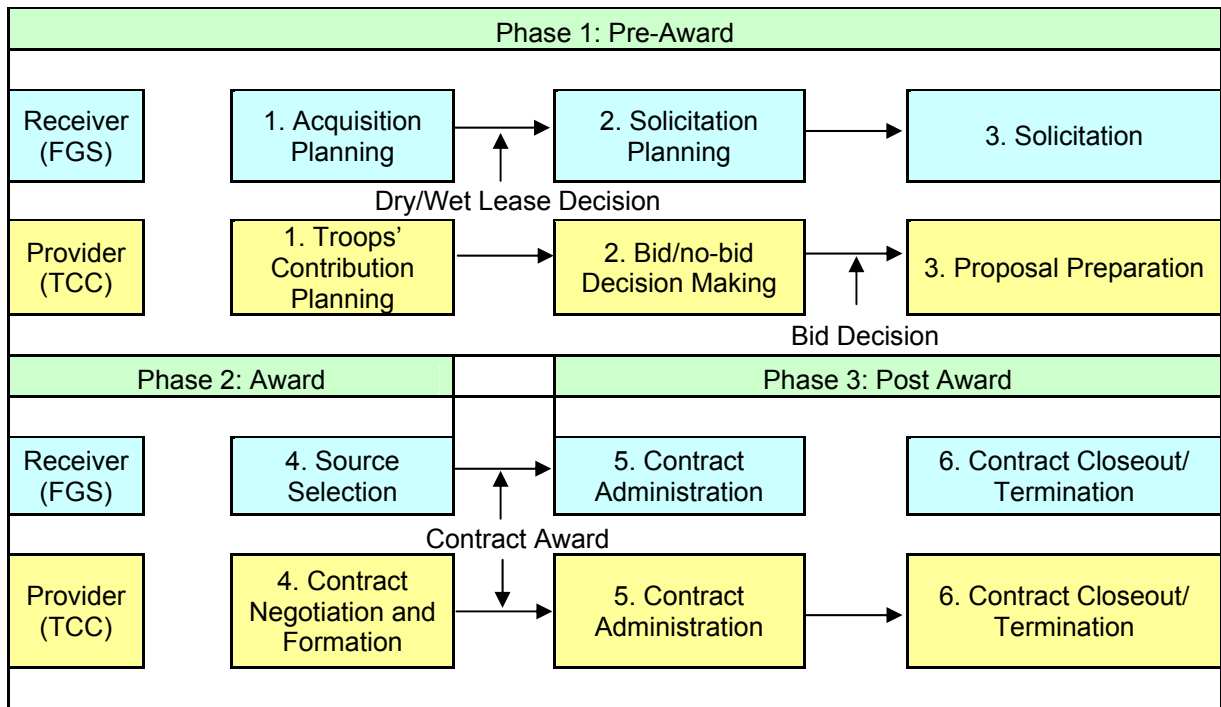 Phase 1: Pre-Award
Receiver
(FGS)
1. Acquisition
Planning
2. Solicitation
Planning
3. Solicitation
Dry/Wet Lease Decision
Provider
(TCC)
1. Troops’
Contribution
Planning
2. Bid/no-bid
Decision Making
3. Proposal Preparation
Bid Decision
Phase 2: Award
Phase 3: Post Award
Receiver
(FGS)
4. Source
Selection
5. Contract
Administration
6. Contract Closeout/
Termination
Contract Award
Provider
(TCC)
4. Contract
Negotiation and
Formation
5. Contract
Administration
6. Contract Closeout/
Termination